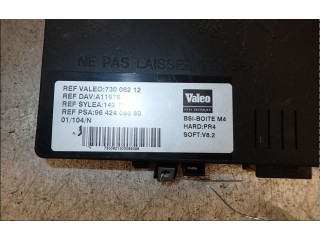 NE PAS LAISSE
REF VALEO:730 062 12
REF DAV:A11876
REF SYLEA:142
REF PSA:96 424 098 80
01/104/N
Valeo
BSI-BOITE M4
HARD:PR4
SOFT:V8.2